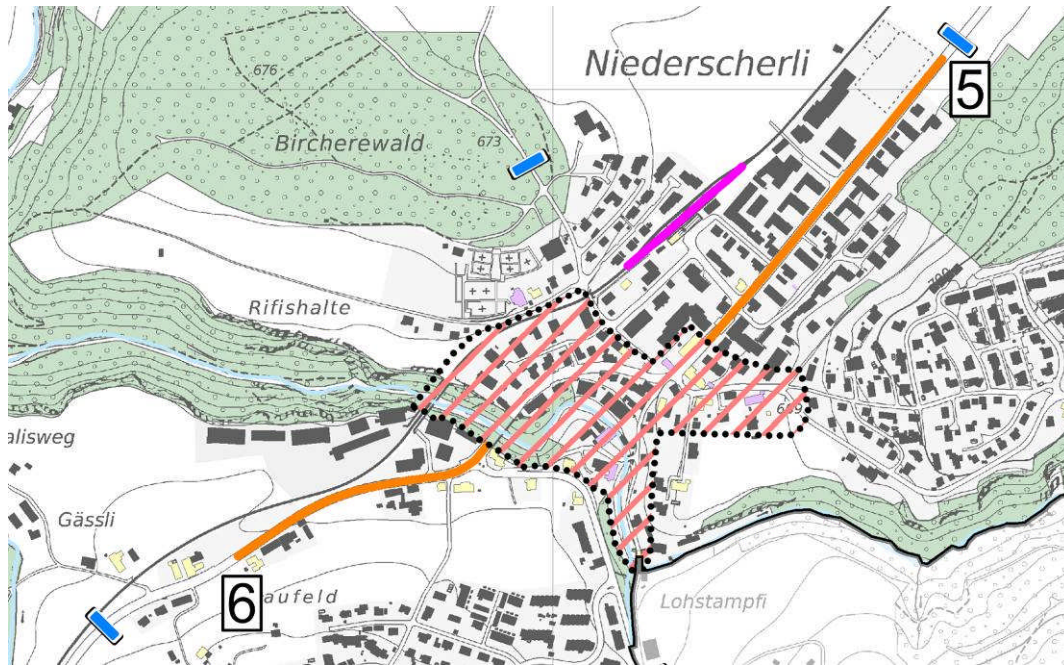 Niederscherli
676
5
Bircherewald
673
Rifishalte
alisweg
Gässli
6
aufeld
Lohstampfi